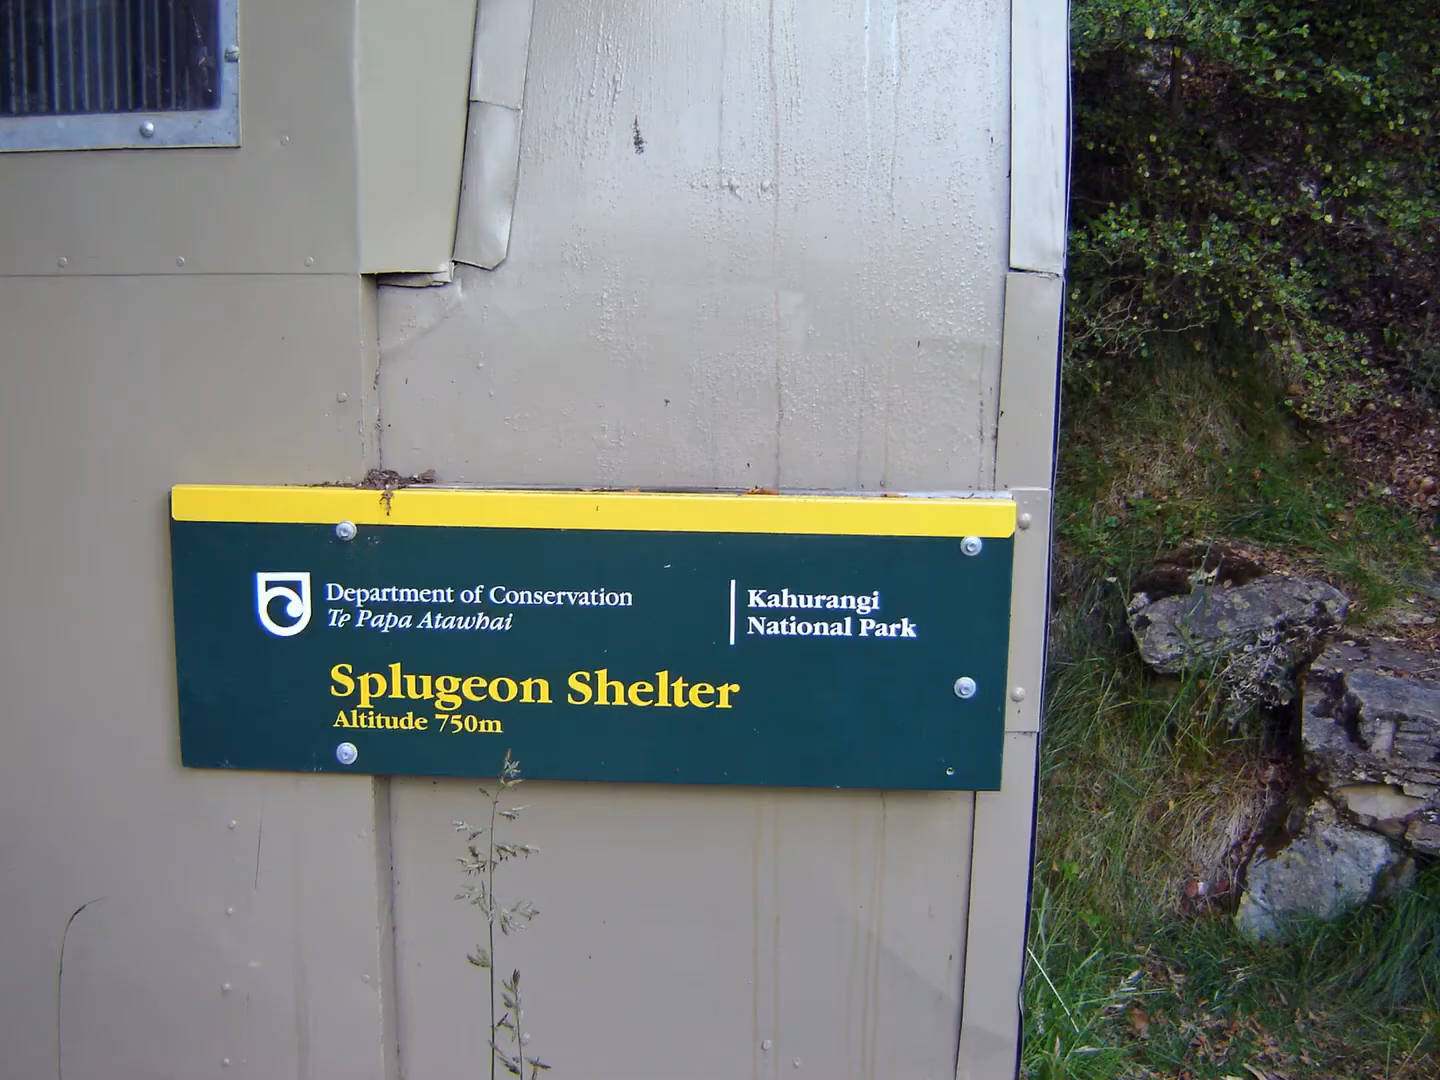 Department of Conservation
Te Papa Atawhai
Kahurangi
National Park
Splugeon Shelter
Altitude 750m